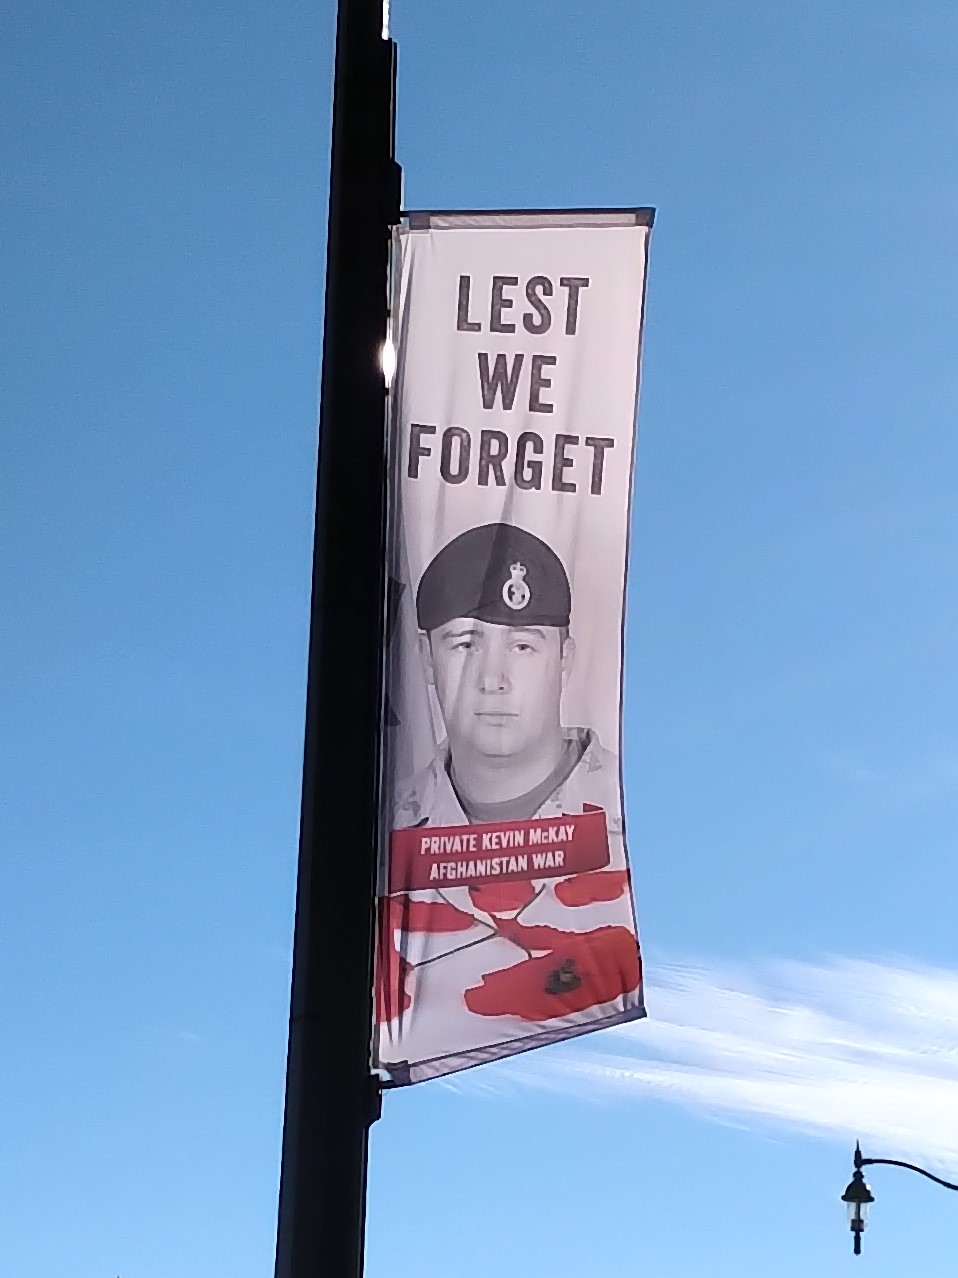 LEST
WE
FORGET
PRIVATE KEVIN McKAY
AFGHANISTAN WAR